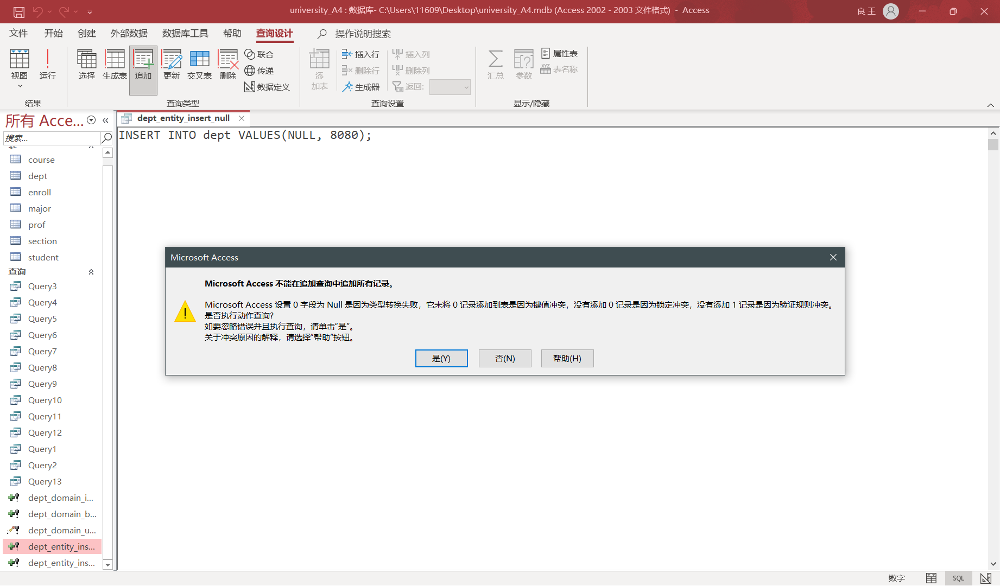 university_A4 : 数据库- C:\Users\11609\Desktop\university_A4.mdb (Access 2002 - 2003 文件格式) - Access
良 王
文件 开始 创建 外部数据 数据库工具 帮助 查询设计 操作说明搜索
视图
运行
结果
选择
生成表
追加
更新
交叉表
删除
联合
传递
数据定义
查询类型
添
加表
插入行
删除行
生成器
插入列
删除列
返回:
查询设置
汇总
参数
属性表
表名称
显示/隐藏
所有 Acce...
搜索...
course
dept
enroll
major
prof
section
student
查询
Query3
Query4
Query5
Query6
Query7
Query8
Query9
Query10
Query11
Query12
Query1
Query2
Query13
dept_domain_i...
dept_domain_b...
dept_domain_u...
dept_entity_ins...
dept_entity_ins...
dept_entity_insert_null
INSERT INTO dept VALUES(NULL, 8080);
Microsoft Access
Microsoft Access 不能在追加查询中追加所有记录。
Microsoft Access 设置 0 字段为 Null 是因为类型转换失败，它未将 0 记录添加到表是因为键值冲突，没有添加 0 记录是因为锁定冲突，没有添加 1 记录是因为验证规则冲突。
是否执行动作查询?
如要忽略错误并且执行查询，请单击“是”。
关于冲突原因的解释，请选择“帮助”按钮。
是(Y) 否(N) 帮助(H)
数字
SQL